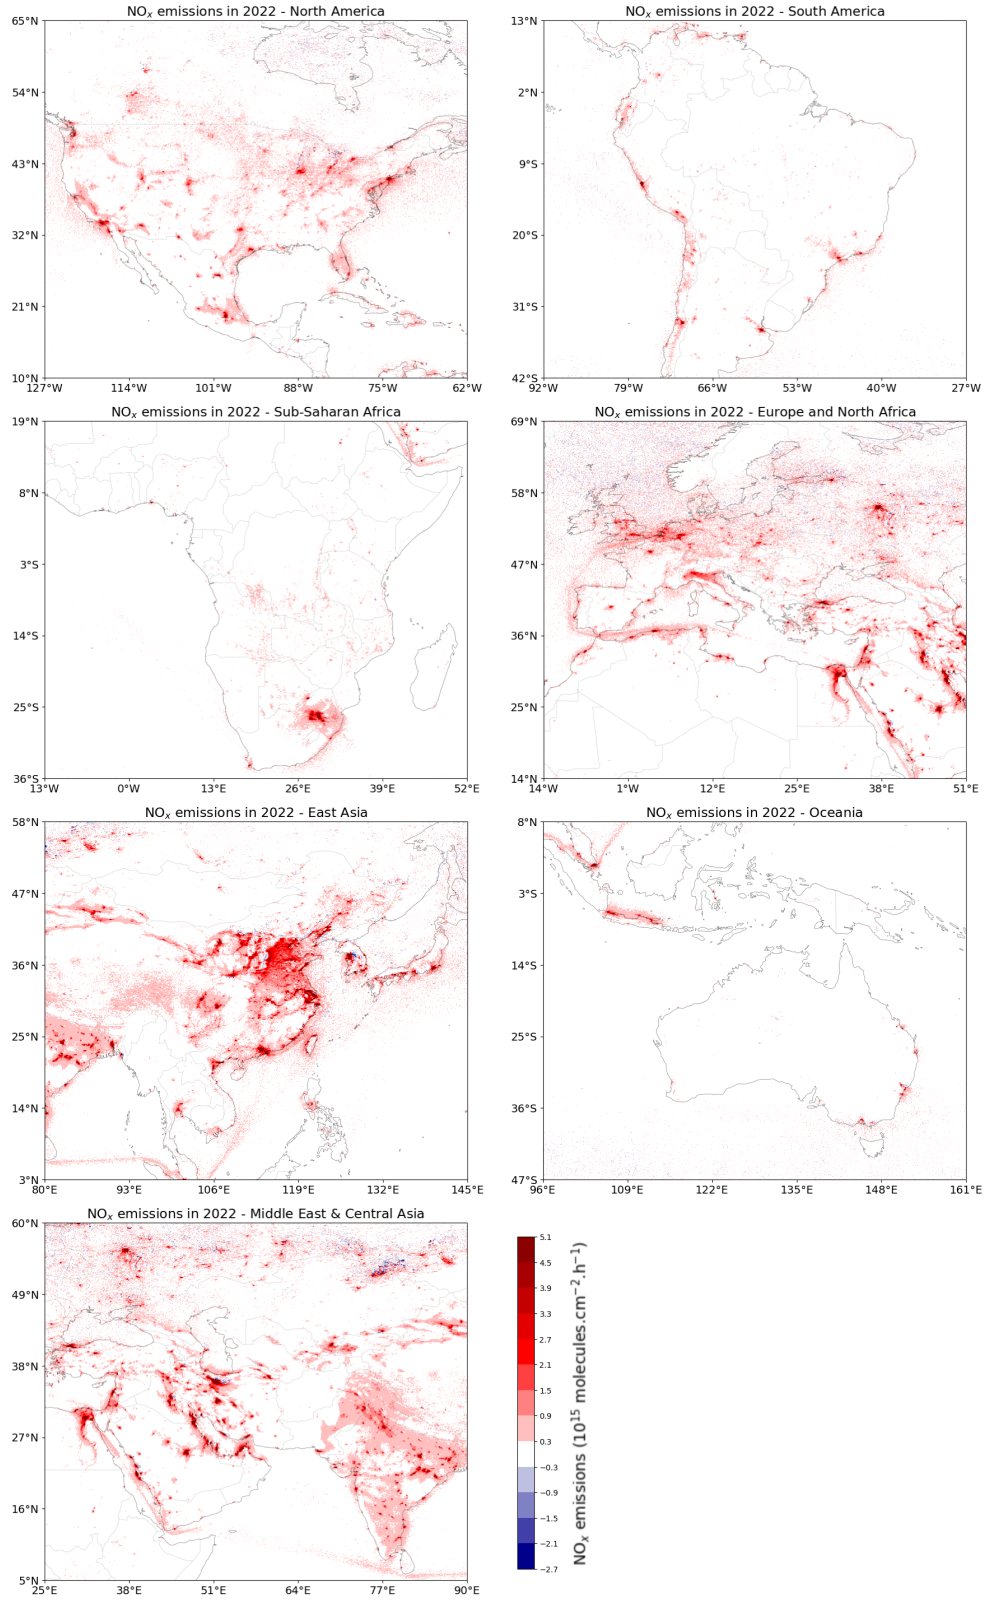 NOₓ emissions in 2022 - North America
65°N
54°N
43°N
32°N
21°N
10°N
127°W 114°W 101°W 88°W 75°W 62°W
NOₓ emissions in 2022 - South America
13°N
2°N
9°S
20°S
31°S
42°S
92°W 79°W 66°W 53°W 40°W 27°W
NOₓ emissions in 2022 - Sub-Saharan Africa
19°N
8°N
3°S
14°S
25°S
36°S
13°W 0°W 13°E 26°E 39°E 52°E
NOₓ emissions in 2022 - Europe and North Africa
69°N
58°N
47°N
36°N
25°N
14°N
14°W 1°W 12°E 25°E 38°E 51°E
NOₓ emissions in 2022 - East Asia
58°N
47°N
36°N
25°N
14°N
3°N
80°E 93°E 106°E 119°E 132°E 145°E
NOₓ emissions in 2022 - Oceania
8°N
3°S
14°S
25°S
36°S
47°S
96°E 109°E 122°E 135°E 148°E 161°E
NOₓ emissions in 2022 - Middle East & Central Asia
60°N
49°N
38°N
27°N
16°N
5°N
25°E 38°E 51°E 64°E 77°E 90°E
5.1
4.5
3.9
3.3
2.7
2.1
1.5
0.9
0.3
−0.3
−0.9
−1.5
−2.1
−2.7
NOₓ emissions (10¹⁵ molecules.cm⁻².h⁻¹)